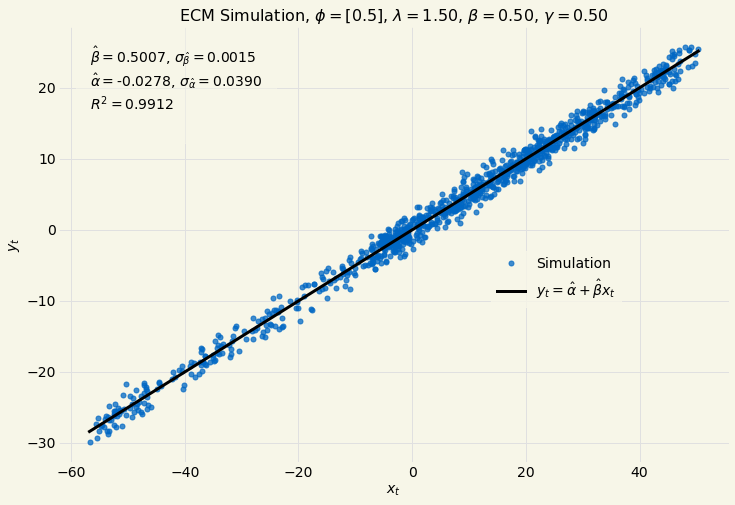 ECM Simulation, ϕ = [0.5], λ = 1.50, β = 0.50, γ = 0.50
β̂ = 0.5007, σ_β̂ = 0.0015
α̂ = -0.0278, σ_α̂ = 0.0390
R² = 0.9912
20
10
0
−10
−20
−30
y_t
Simulation
y_t = α̂ + β̂x_t
−60 −40 −20 0 20 40
x_t